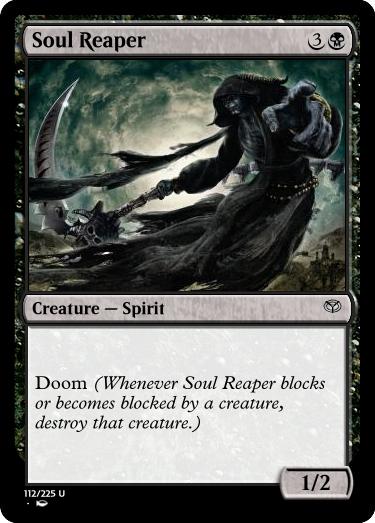 Soul Reaper 3
Creature — Spirit
Doom (Whenever Soul Reaper blocks
or becomes blocked by a creature,
destroy that creature.)
1/2
112/225 U